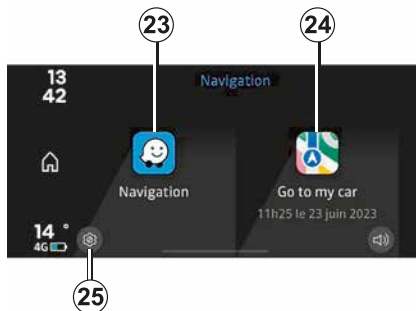 23
24
13
42
Navigation
Navigation
Go to my car
11h25 le 23 juin 2023
14 °
4G
25